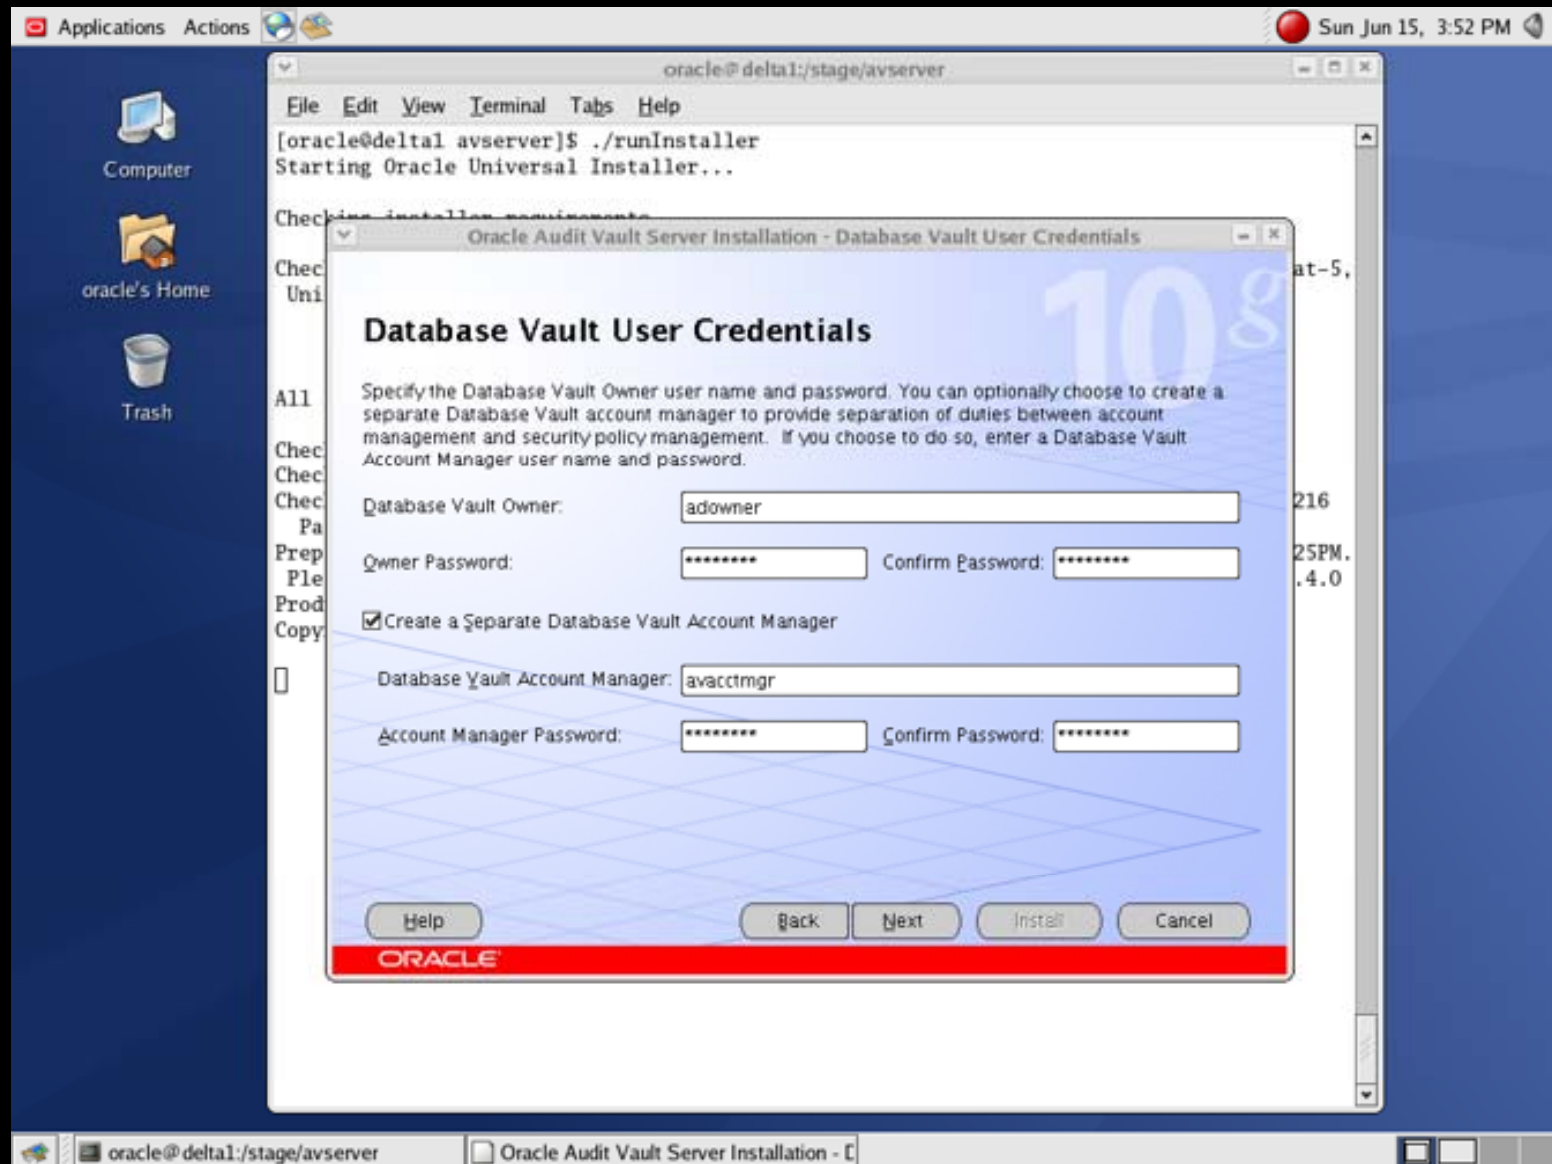 Applications Actions
Sun Jun 15, 3:52 PM
Computer
oracle's Home
Trash
oracle@delta1:/stage/avserver
File Edit View Terminal Tabs Help
[oracle@delta1 avserver]$ ./runInstaller
Starting Oracle Universal Installer...
Checking installer requirements
Chec
at-5,
Uni
All
Chec
Chec
Chec
216
Pa
Prep
25PM.
Ple
.4.0
Prod
Copy
Oracle Audit Vault Server Installation - Database Vault User Credentials
10g
Database Vault User Credentials
Specify the Database Vault Owner user name and password. You can optionally choose to create a
separate Database Vault account manager to provide separation of duties between account
management and security policy management. If you choose to do so, enter a Database Vault
Account Manager user name and password.
Database Vault Owner: adowner
Owner Password: ******** Confirm Password: ********
Create a Separate Database Vault Account Manager
Database Vault Account Manager: avacctmgr
Account Manager Password: ******** Confirm Password: ********
Help Back Next Install Cancel
ORACLE
oracle@delta1:/stage/avserver
Oracle Audit Vault Server Installation - D